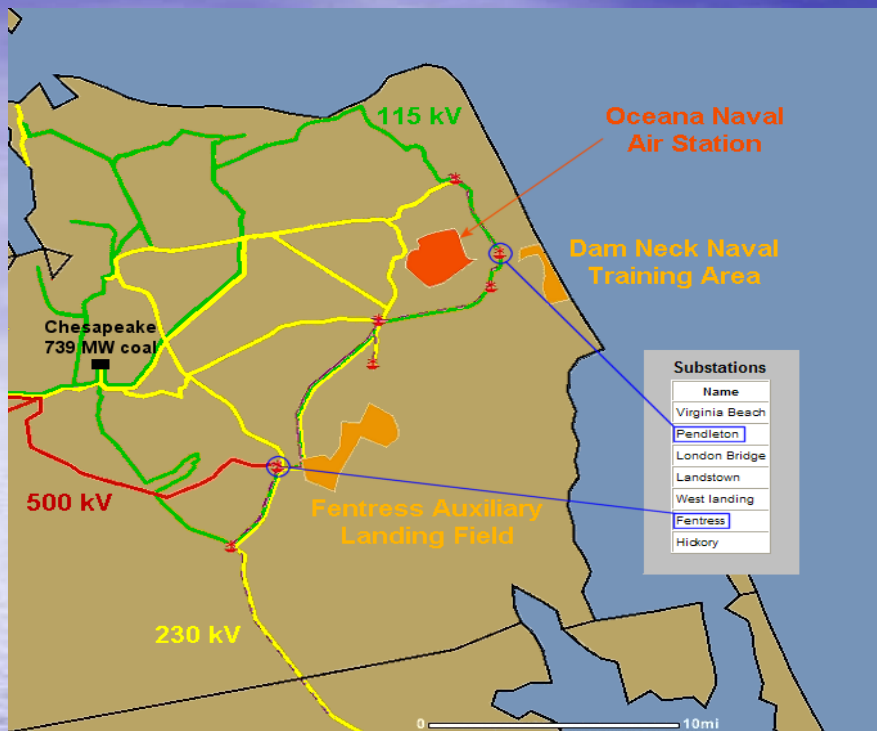 115 kV
Oceana Naval
Air Station
Dam Neck Naval
Training Area
Chesapeake
739 MW coal
Substations
Name
Virginia Beach
Pendleton
London Bridge
Landstown
West landing
Fentress
Hickory
500 kV
Fentress Auxiliary
Landing Field
230 kV
0 10mi